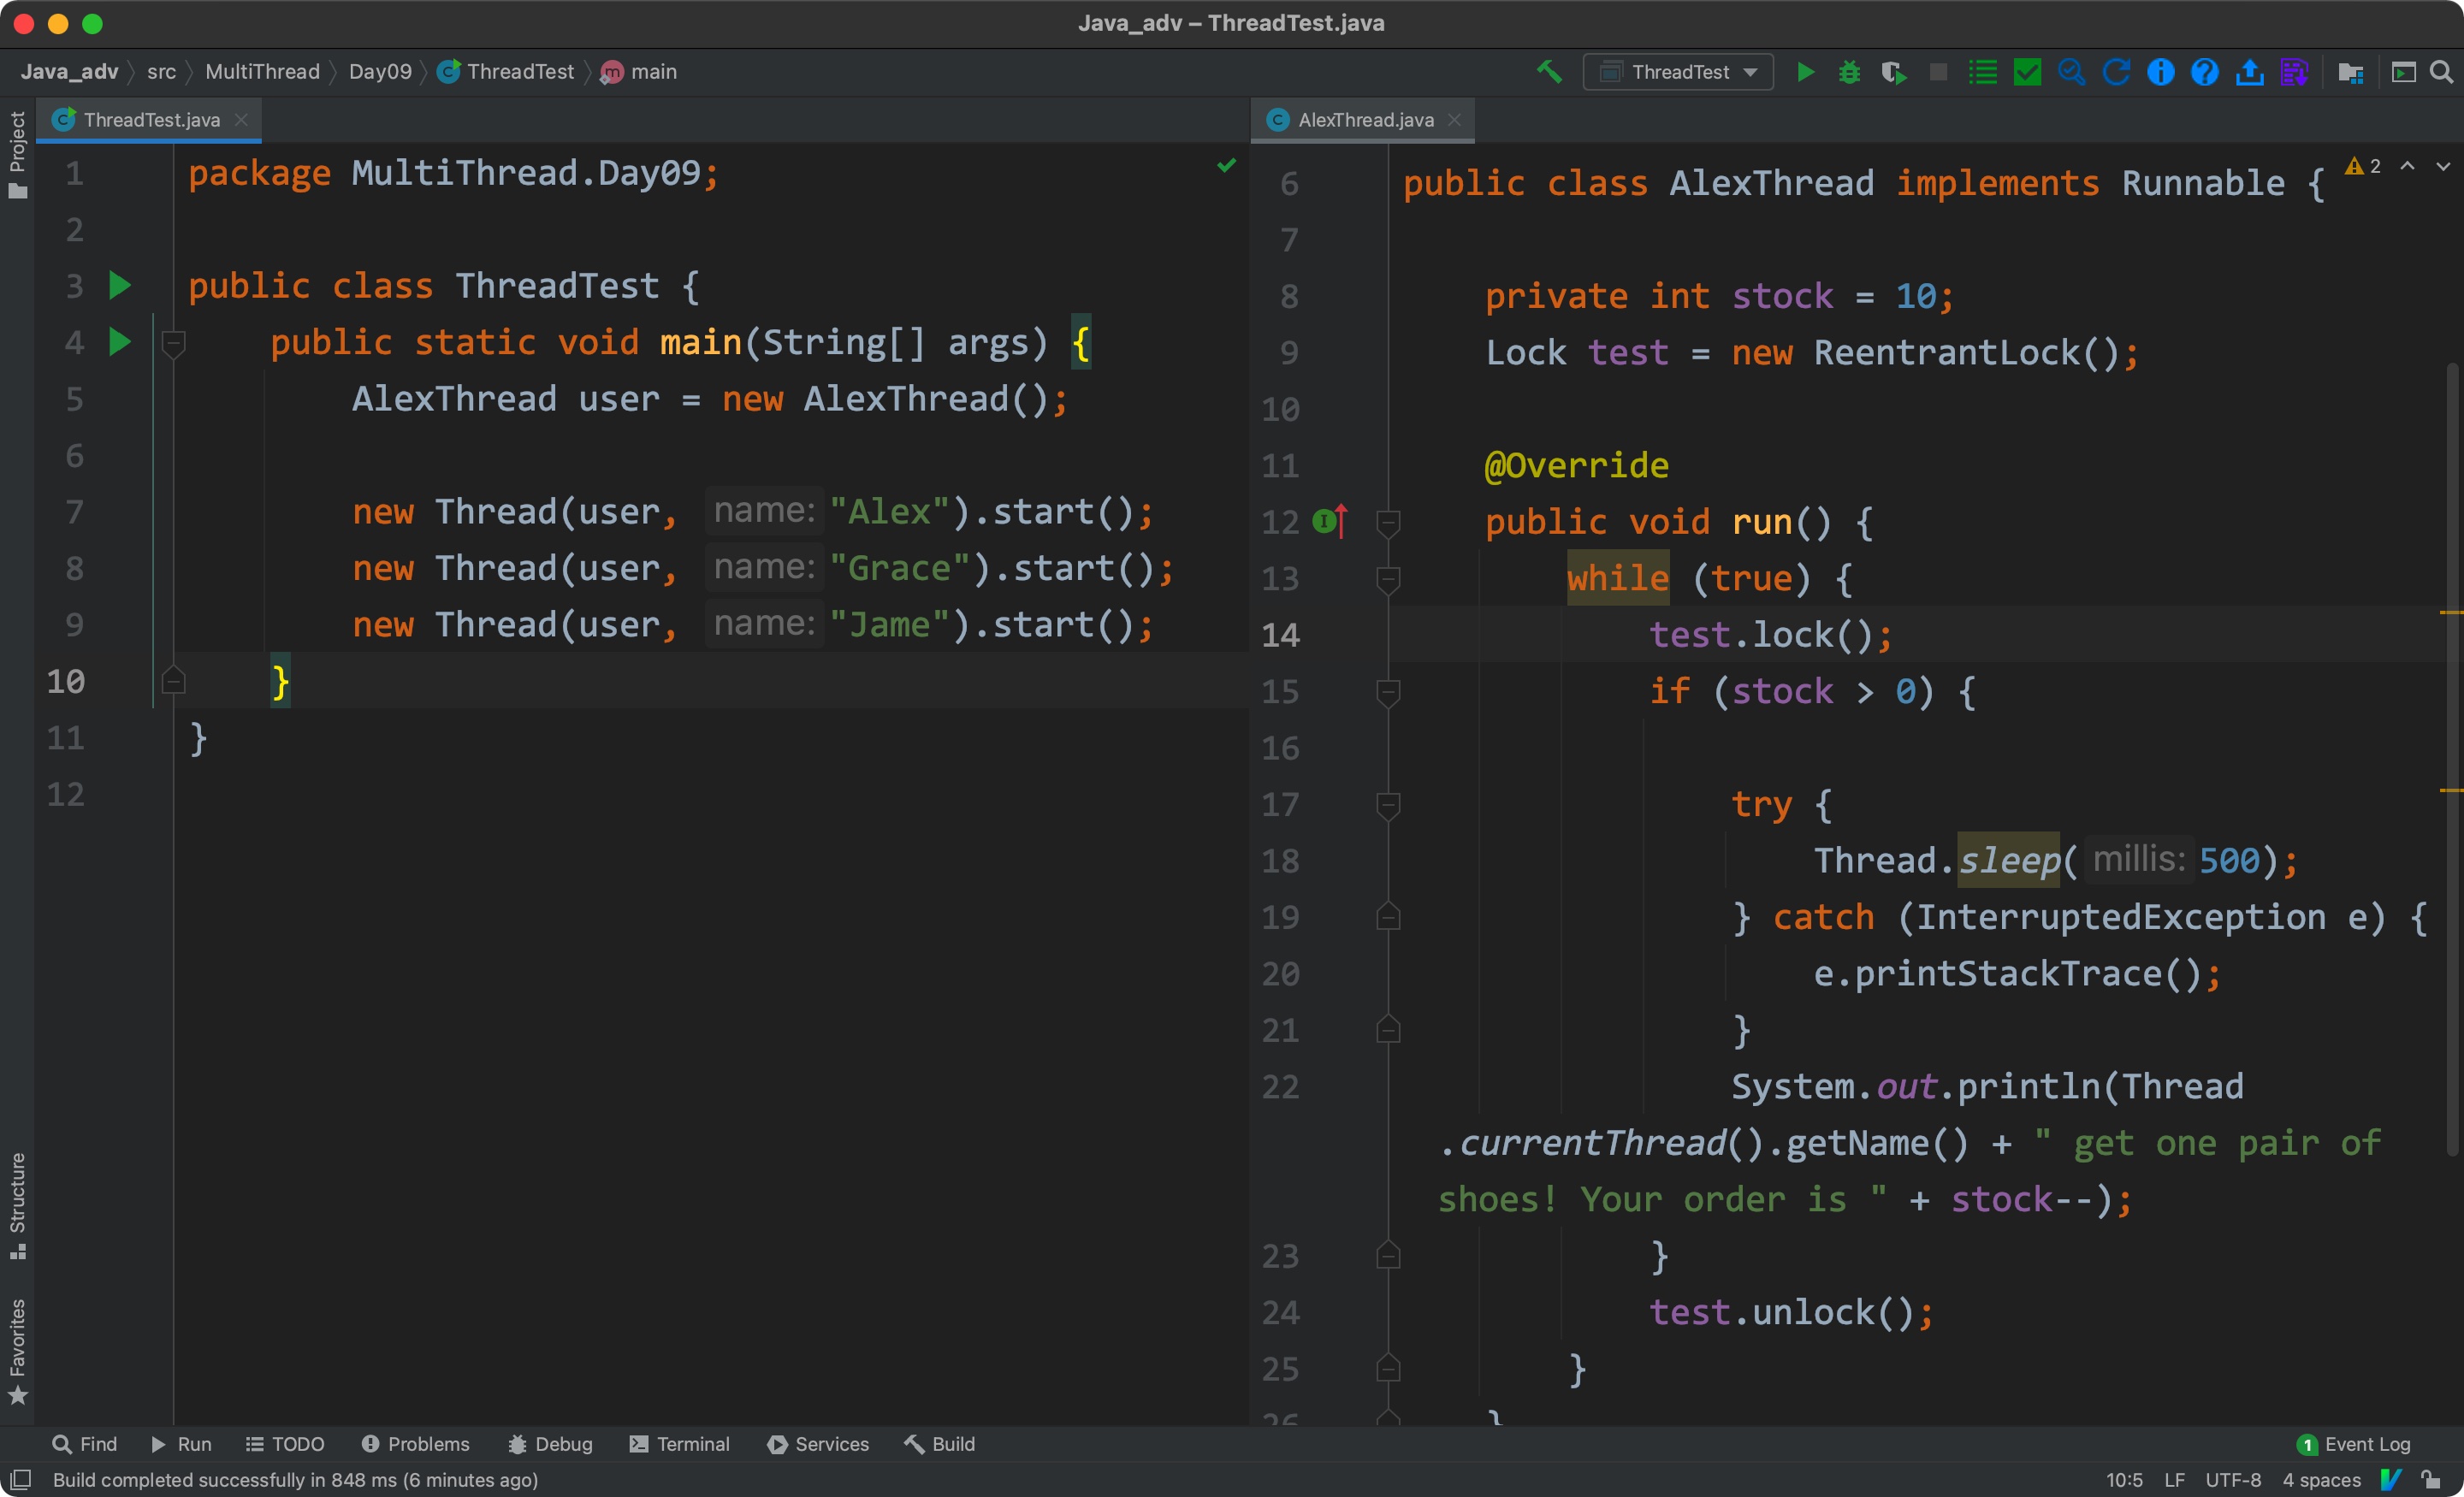 Java_adv – ThreadTest.java
Java_adv src MultiThread Day09 ThreadTest main
ThreadTest
Project
ThreadTest.java
1 package MultiThread.Day09;
2
3 public class ThreadTest {
4 public static void main(String[] args) {
5 AlexThread user = new AlexThread();
6
7 new Thread(user, name: "Alex").start();
8 new Thread(user, name: "Grace").start();
9 new Thread(user, name: "Jame").start();
10 }
11 }
12
AlexThread.java
2
6 public class AlexThread implements Runnable {
7
8 private int stock = 10;
9 Lock test = new ReentrantLock();
10
11 @Override
12 public void run() {
13 while (true) {
14 test.lock();
15 if (stock > 0) {
16
17 try {
18 Thread.sleep( millis: 500);
19 } catch (InterruptedException e) {
20 e.printStackTrace();
21 }
22 System.out.println(Thread
.currentThread().getName() + " get one pair of
shoes! Your order is " + stock--);
23 }
24 test.unlock();
25 }
26 }
Structure
Favorites
Find Run TODO Problems Debug Terminal Services Build
1 Event Log
Build completed successfully in 848 ms (6 minutes ago)
10:5 LF UTF-8 4 spaces